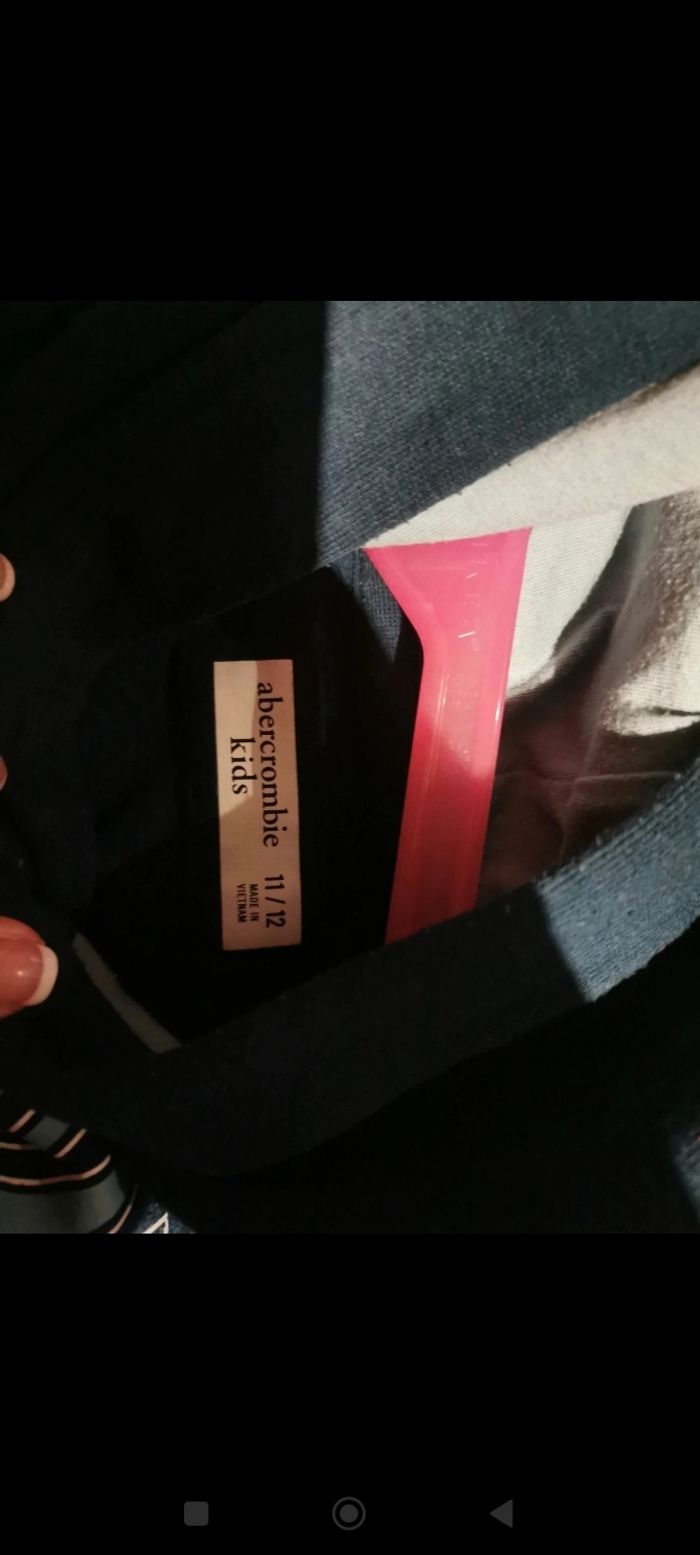 abercrombie
kids
11 / 12
MADE IN
VIETNAM